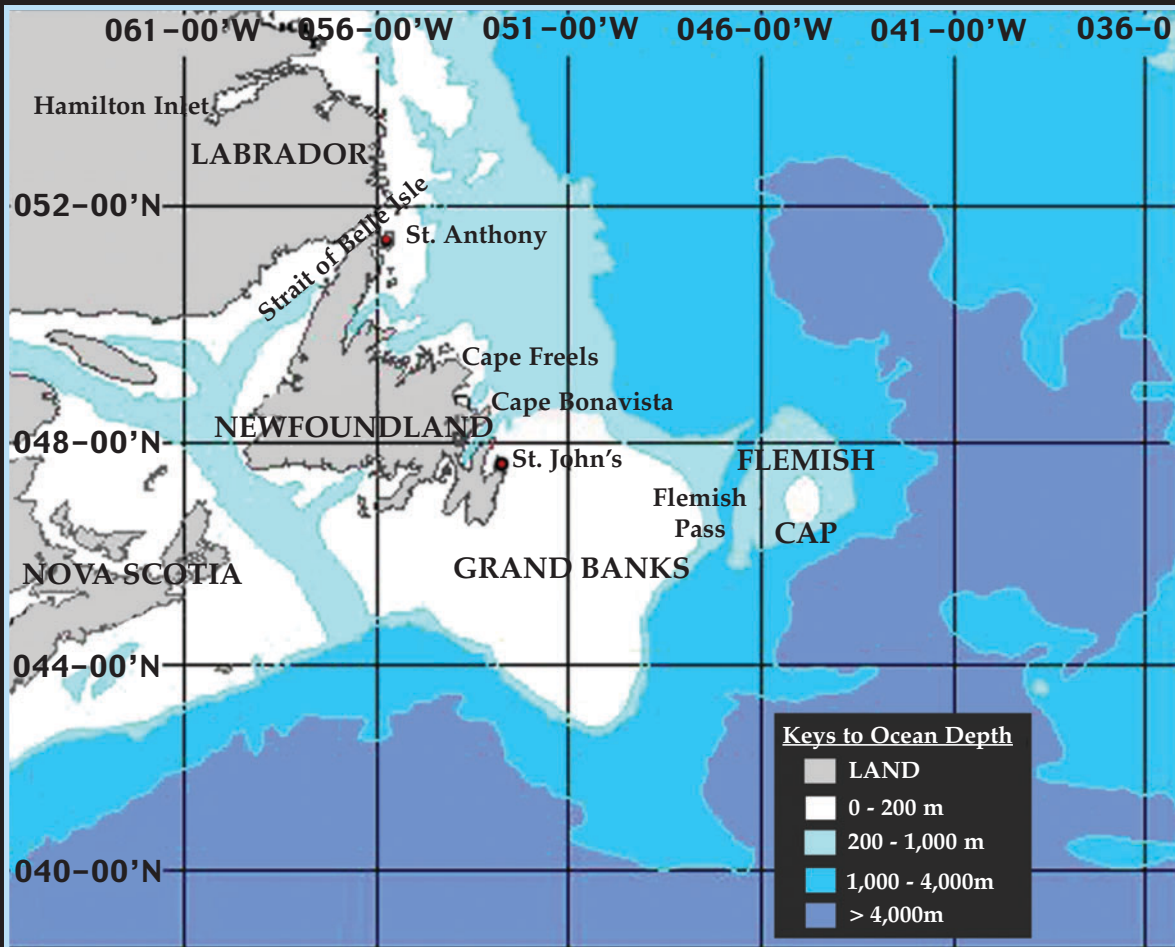 061-00'W 056-00'W 051-00'W 046-00'W 041-00'W 036-0
Hamilton Inlet
LABRADOR
052-00'N
Strait of Belle Isle
St. Anthony
Cape Freels
Cape Bonavista
NEWFOUNDLAND
048-00'N
St. John's
FLEMISH
CAP
Flemish
Pass
GRAND BANKS
NOVA SCOTIA
044-00'N
040-00'N
Keys to Ocean Depth
LAND
0 - 200 m
200 - 1,000 m
1,000 - 4,000m
> 4,000m